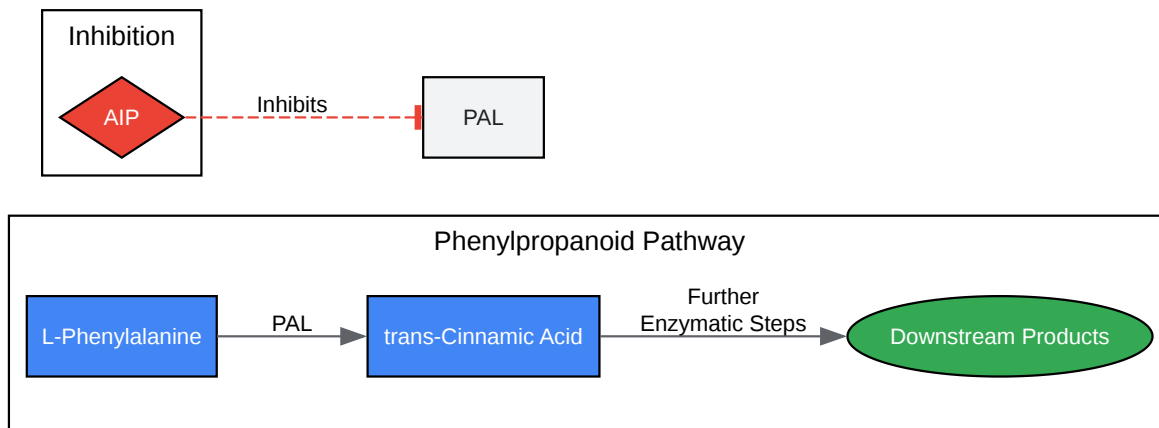 Inhibition
AIP
Inhibits
PAL
Phenylpropanoid Pathway
L-Phenylalanine
PAL
trans-Cinnamic Acid
Further
Enzymatic Steps
Downstream Products